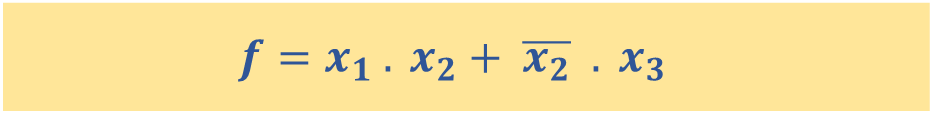 f = x₁ . x₂ + x̅₂ . x₃